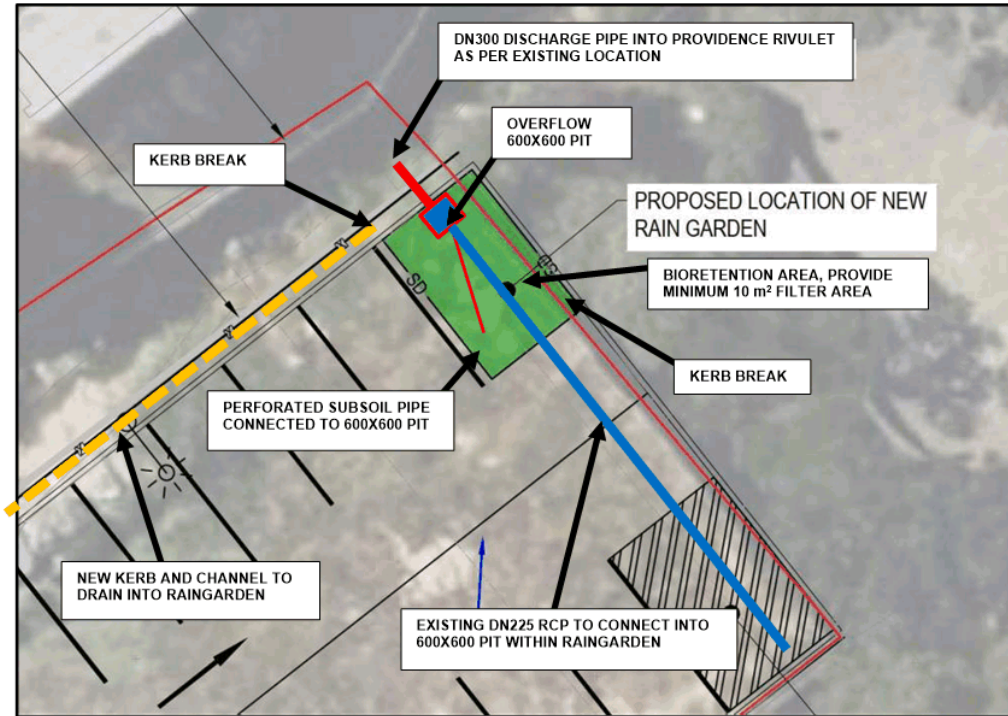 DN300 DISCHARGE PIPE INTO PROVIDENCE RIVULET
AS PER EXISTING LOCATION
OVERFLOW
600X600 PIT
KERB BREAK
PROPOSED LOCATION OF NEW
RAIN GARDEN
BIORETENTION AREA, PROVIDE
MINIMUM 10 m² FILTER AREA
SD
SD
KERB BREAK
PERFORATED SUBSOIL PIPE
CONNECTED TO 600X600 PIT
NEW KERB AND CHANNEL TO
DRAIN INTO RAINGARDEN
EXISTING DN225 RCP TO CONNECT INTO
600X600 PIT WITHIN RAINGARDEN